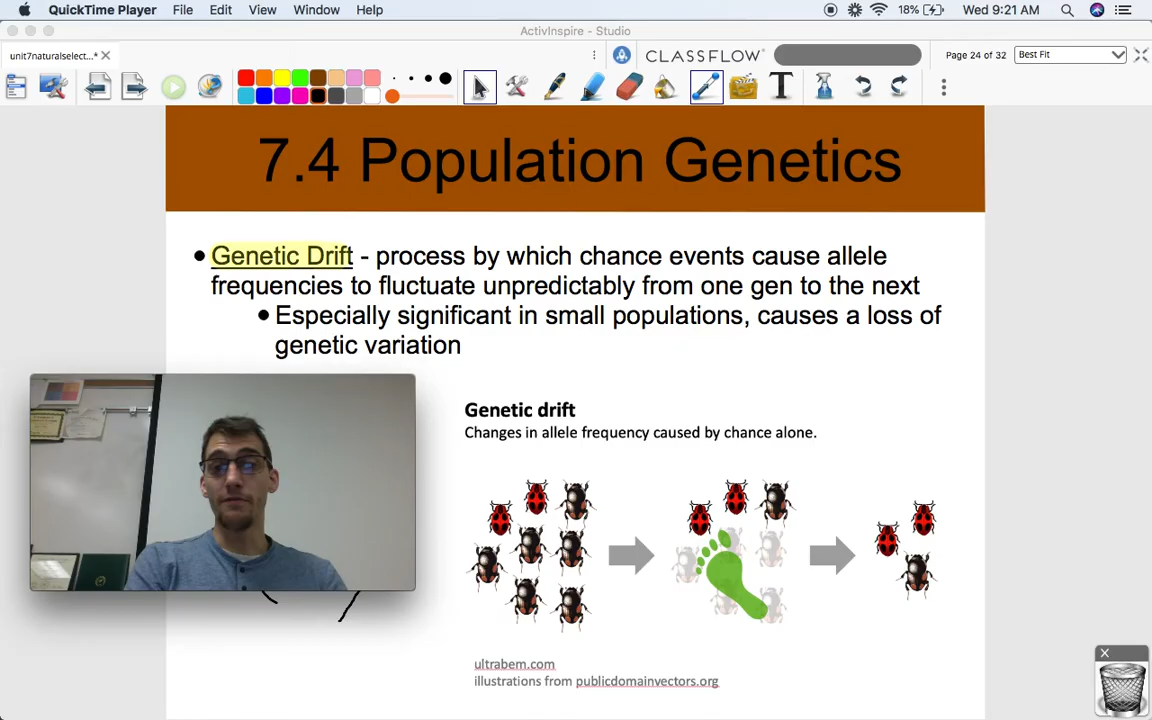 QuickTime Player File Edit View Window Help 18% Wed 9:21 AM
ActivInspire - Studio
unit7naturalselect...* CLASSFLOW Page 24 of 32 Best Fit
7.4 Population Genetics
• Genetic Drift - process by which chance events cause allele
frequencies to fluctuate unpredictably from one gen to the next
• Especially significant in small populations, causes a loss of
genetic variation
Genetic drift
Changes in allele frequency caused by chance alone.
ultrabem.com
illustrations from publicdomainvectors.org